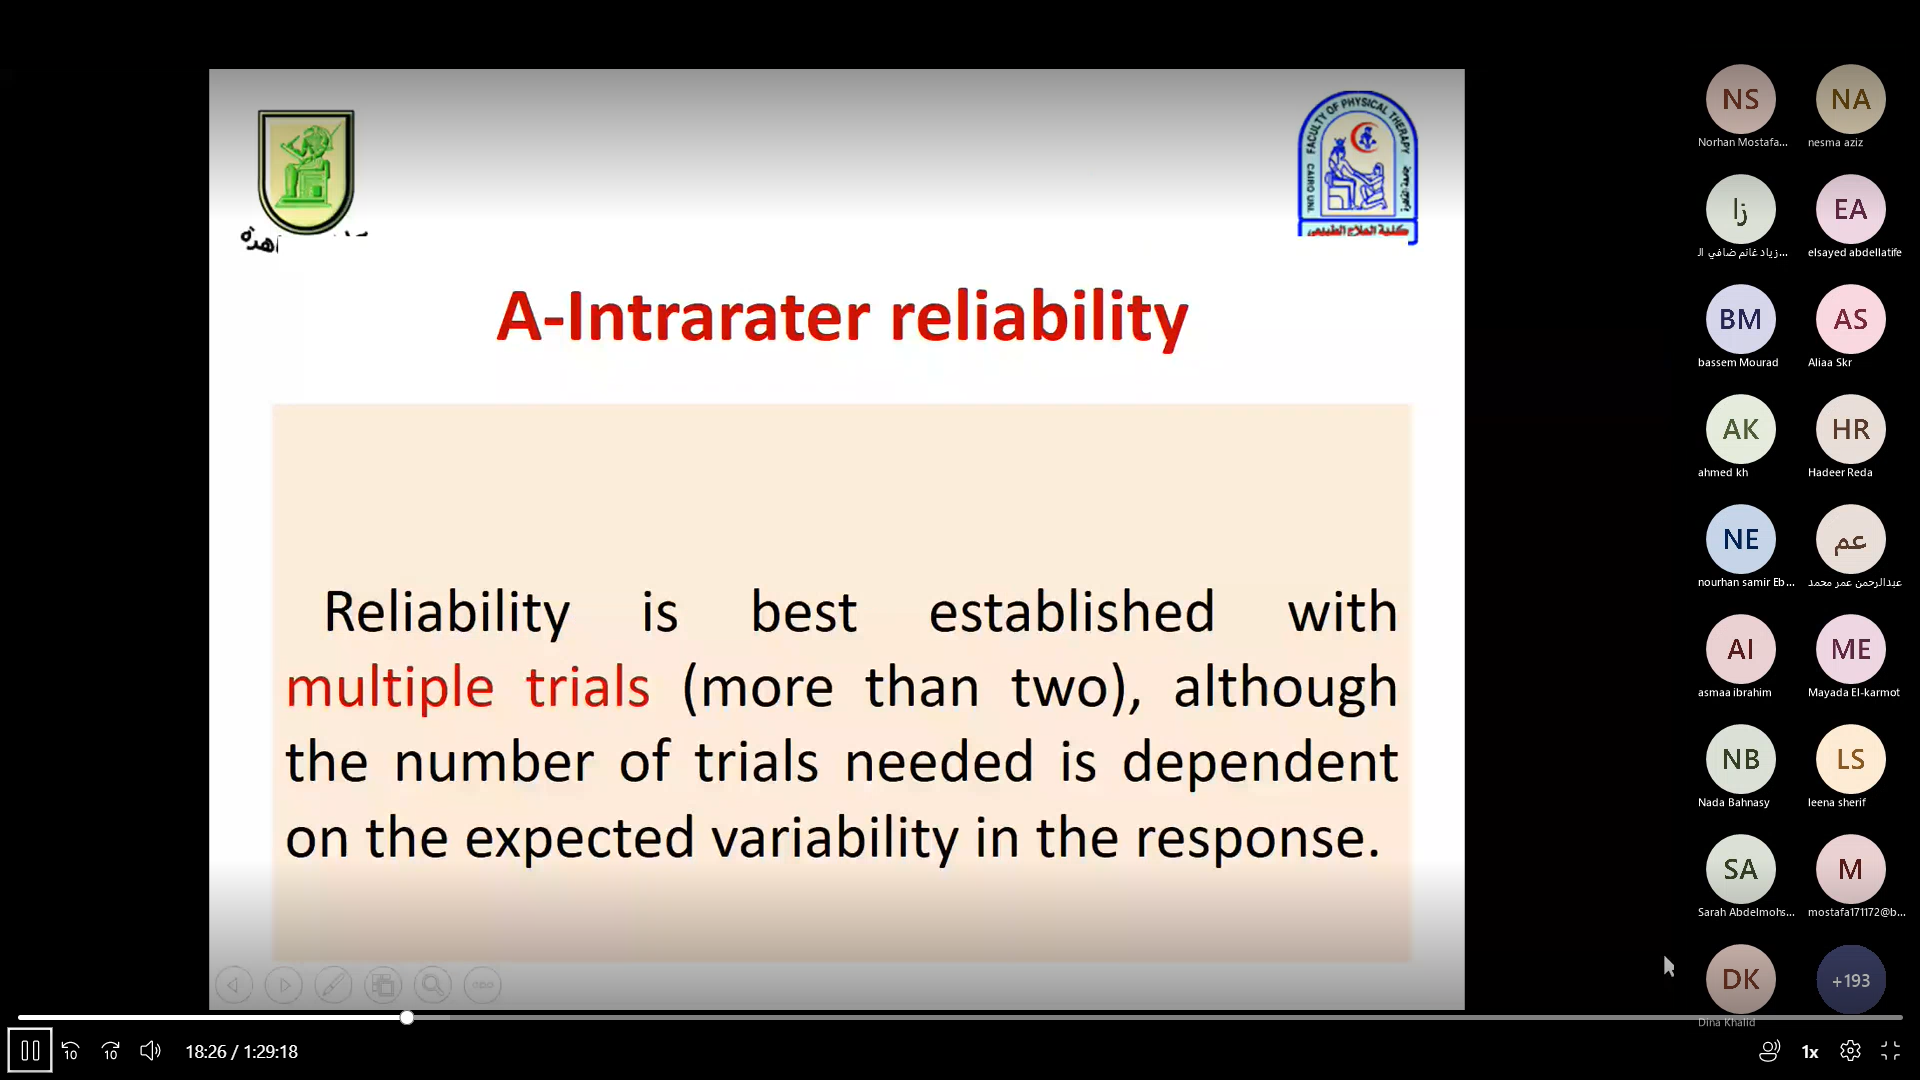 FACULTY OF PHYSICAL THERAPY
CAIRO UNI.
جامعة القاهرة
كلية العلاج الطبيعي
A-Intrarater reliability
Reliability is best established with
multiple trials (more than two), although
the number of trials needed is dependent
on the expected variability in the response.
NS
NA
Norhan Mostafa...
nesma aziz
زا
EA
زياد غانم ضافي ال...
elsayed abdellatife
BM
AS
bassem Mourad
Aliaa Skr
AK
HR
ahmed kh
Hadeer Reda
NE
عم
nourhan samir Eb...
عبدالرحمن عمر محمد
AI
ME
asmaa ibrahim
Mayada El-karmot
NB
LS
Nada Bahnasy
leena sherif
SA
M
Sarah Abdelmohs...
mostafa171172@b...
DK
+193
Dina Khalid
10
10
18:26 / 1:29:18
1x